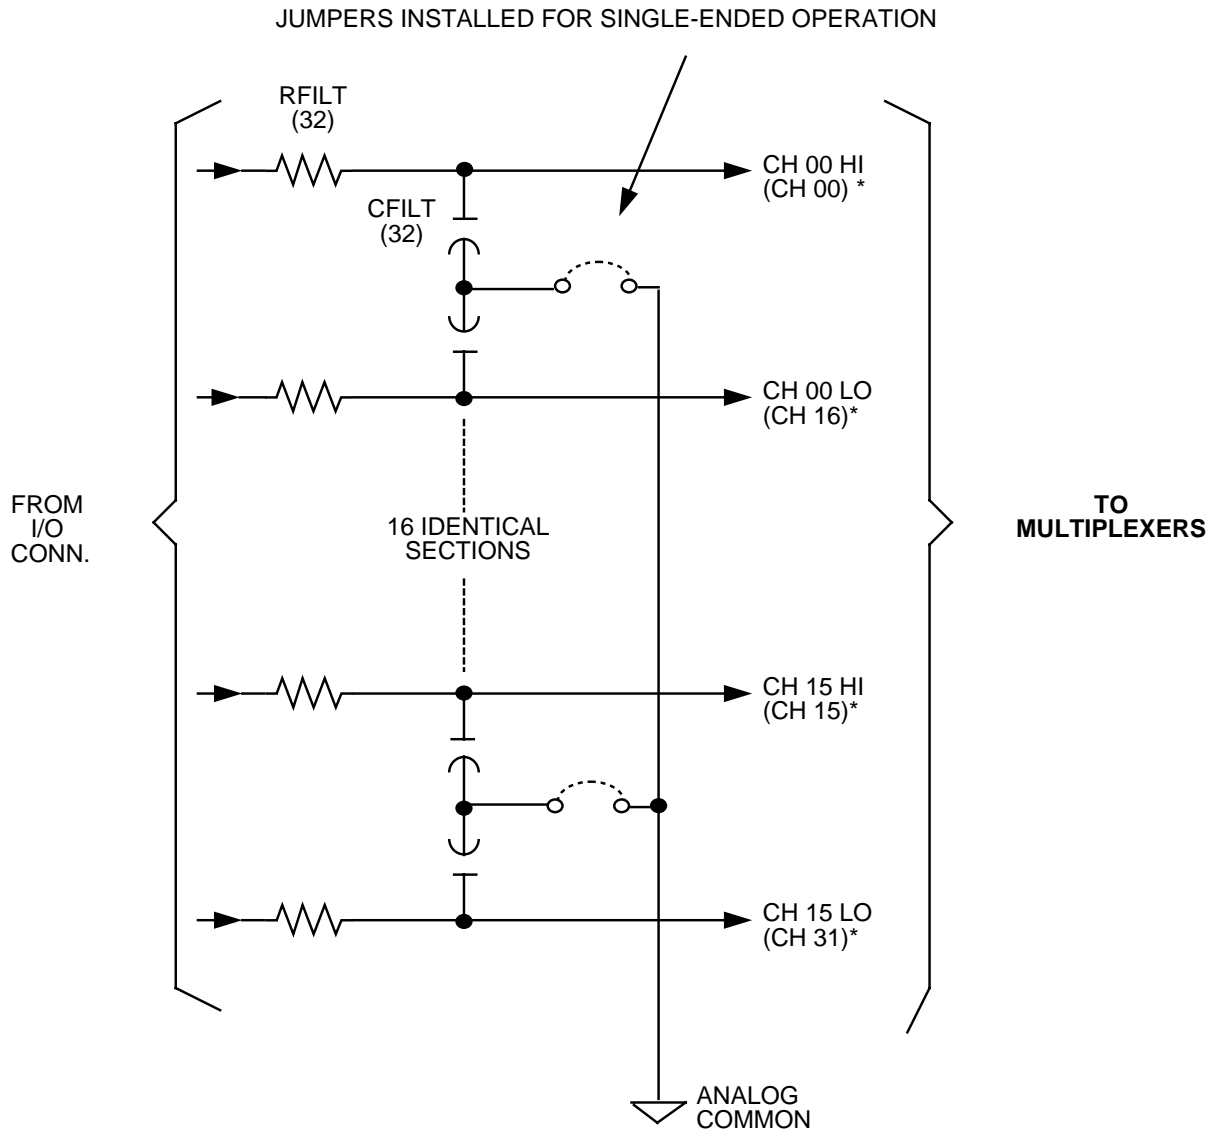 JUMPERS INSTALLED FOR SINGLE-ENDED OPERATION
RFILT
(32)
CH 00 HI
(CH 00) *
CFILT
(32)
CH 00 LO
(CH 16)*
FROM
I/O
CONN.
16 IDENTICAL
SECTIONS
TO
MULTIPLEXERS
CH 15 HI
(CH 15)*
CH 15 LO
(CH 31)*
ANALOG
COMMON